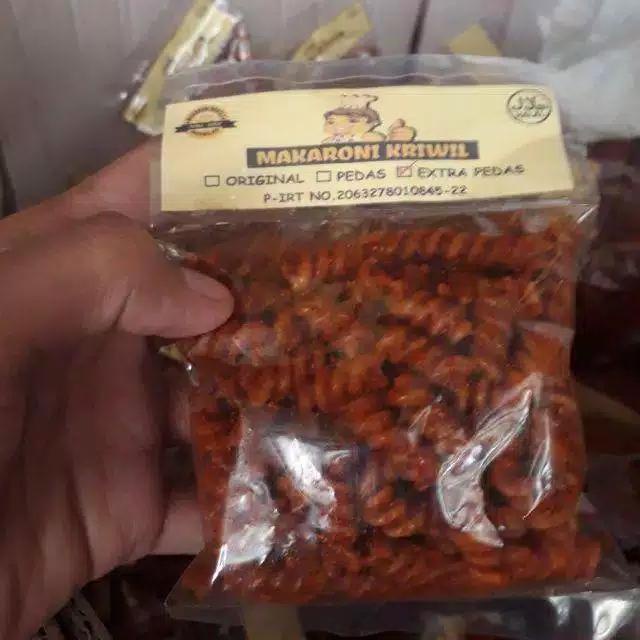 MAKARONI KRIWIL
ORIGINAL PEDAS EXTRA PEDAS
P-IRT NO.2063278010845-22